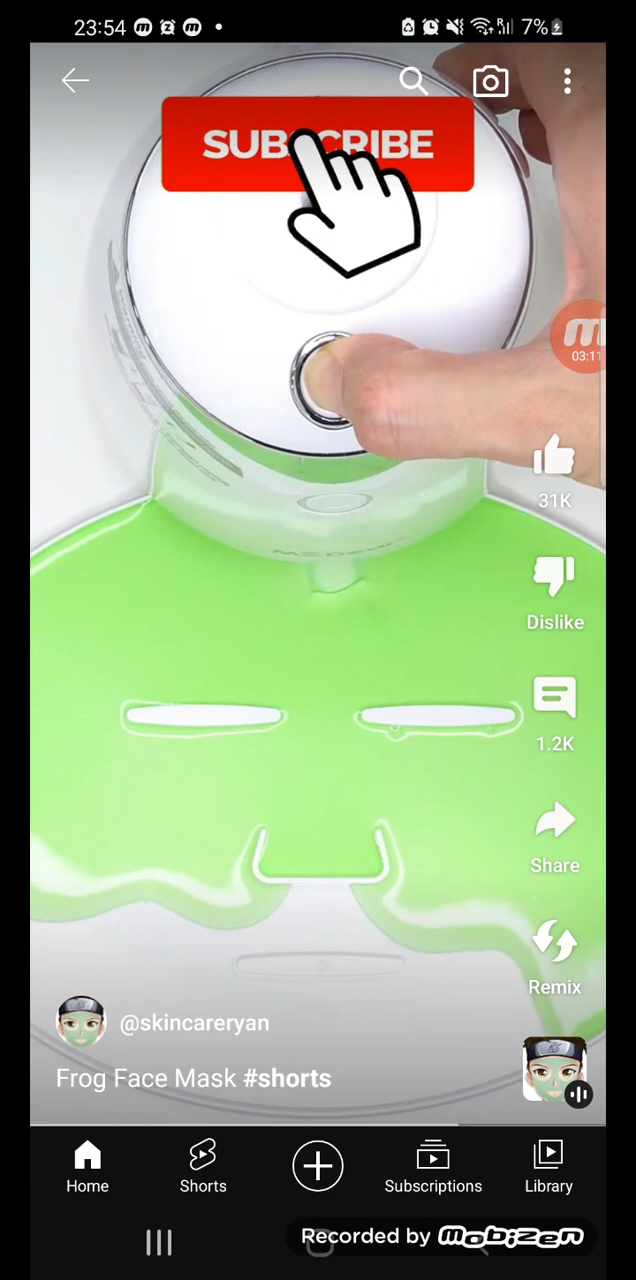 23:54
7%
SUBSCRIBE
03:11
31K
Dislike
1.2K
Share
Remix
@skincareryan
Frog Face Mask #shorts
Home
Shorts
Subscriptions
Library
Recorded by mobizen